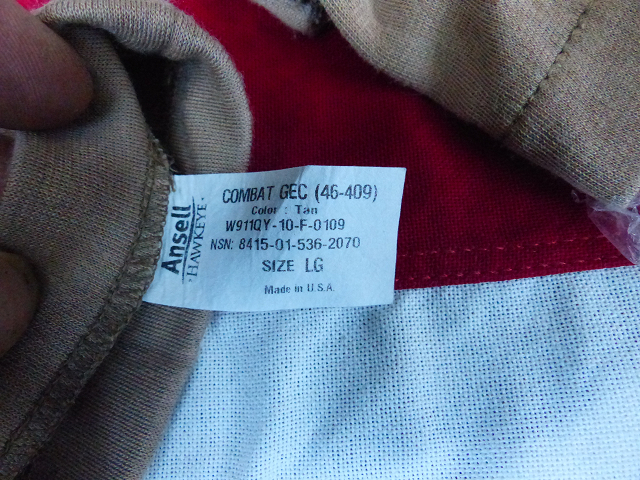 COMBAT GEC (46-409)
Color : Tan
W911QY-10-F-0109
NSN: 8415-01-536-2070
SIZE LG
Made in U.S.A.
Ansell
·HAWKEYE·